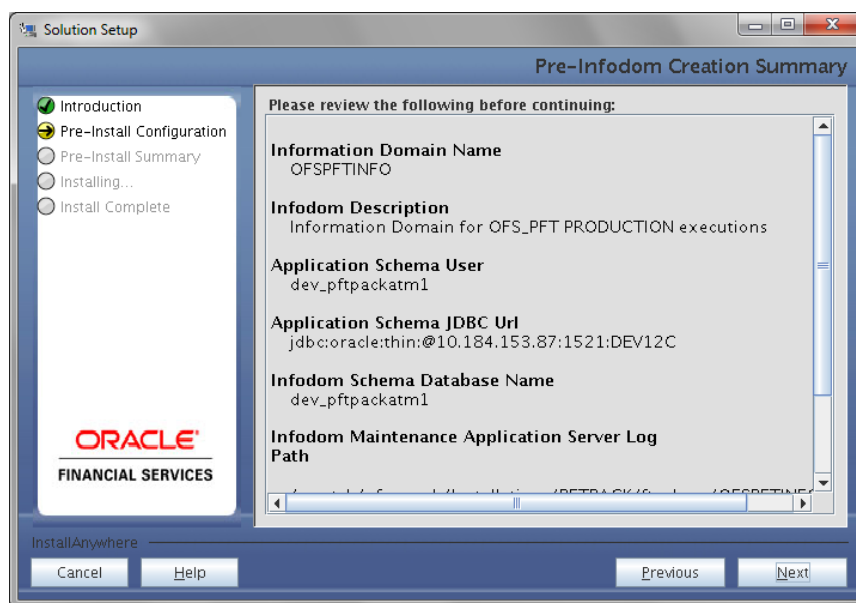 Solution Setup
Pre-Infodom Creation Summary
Introduction
Pre-Install Configuration
Pre-Install Summary
Installing...
Install Complete
ORACLE
FINANCIAL SERVICES
Please review the following before continuing:
Information Domain Name
OFSPFTINFO
Infodom Description
Information Domain for OFS_PFT PRODUCTION executions
Application Schema User
dev_pftpackatm1
Application Schema JDBC Url
jdbc:oracle:thin:@10.184.153.87:1521:DEV12C
Infodom Schema Database Name
dev_pftpackatm1
Infodom Maintenance Application Server Log
Path
InstallAnywhere
Cancel
Help
Previous
Next